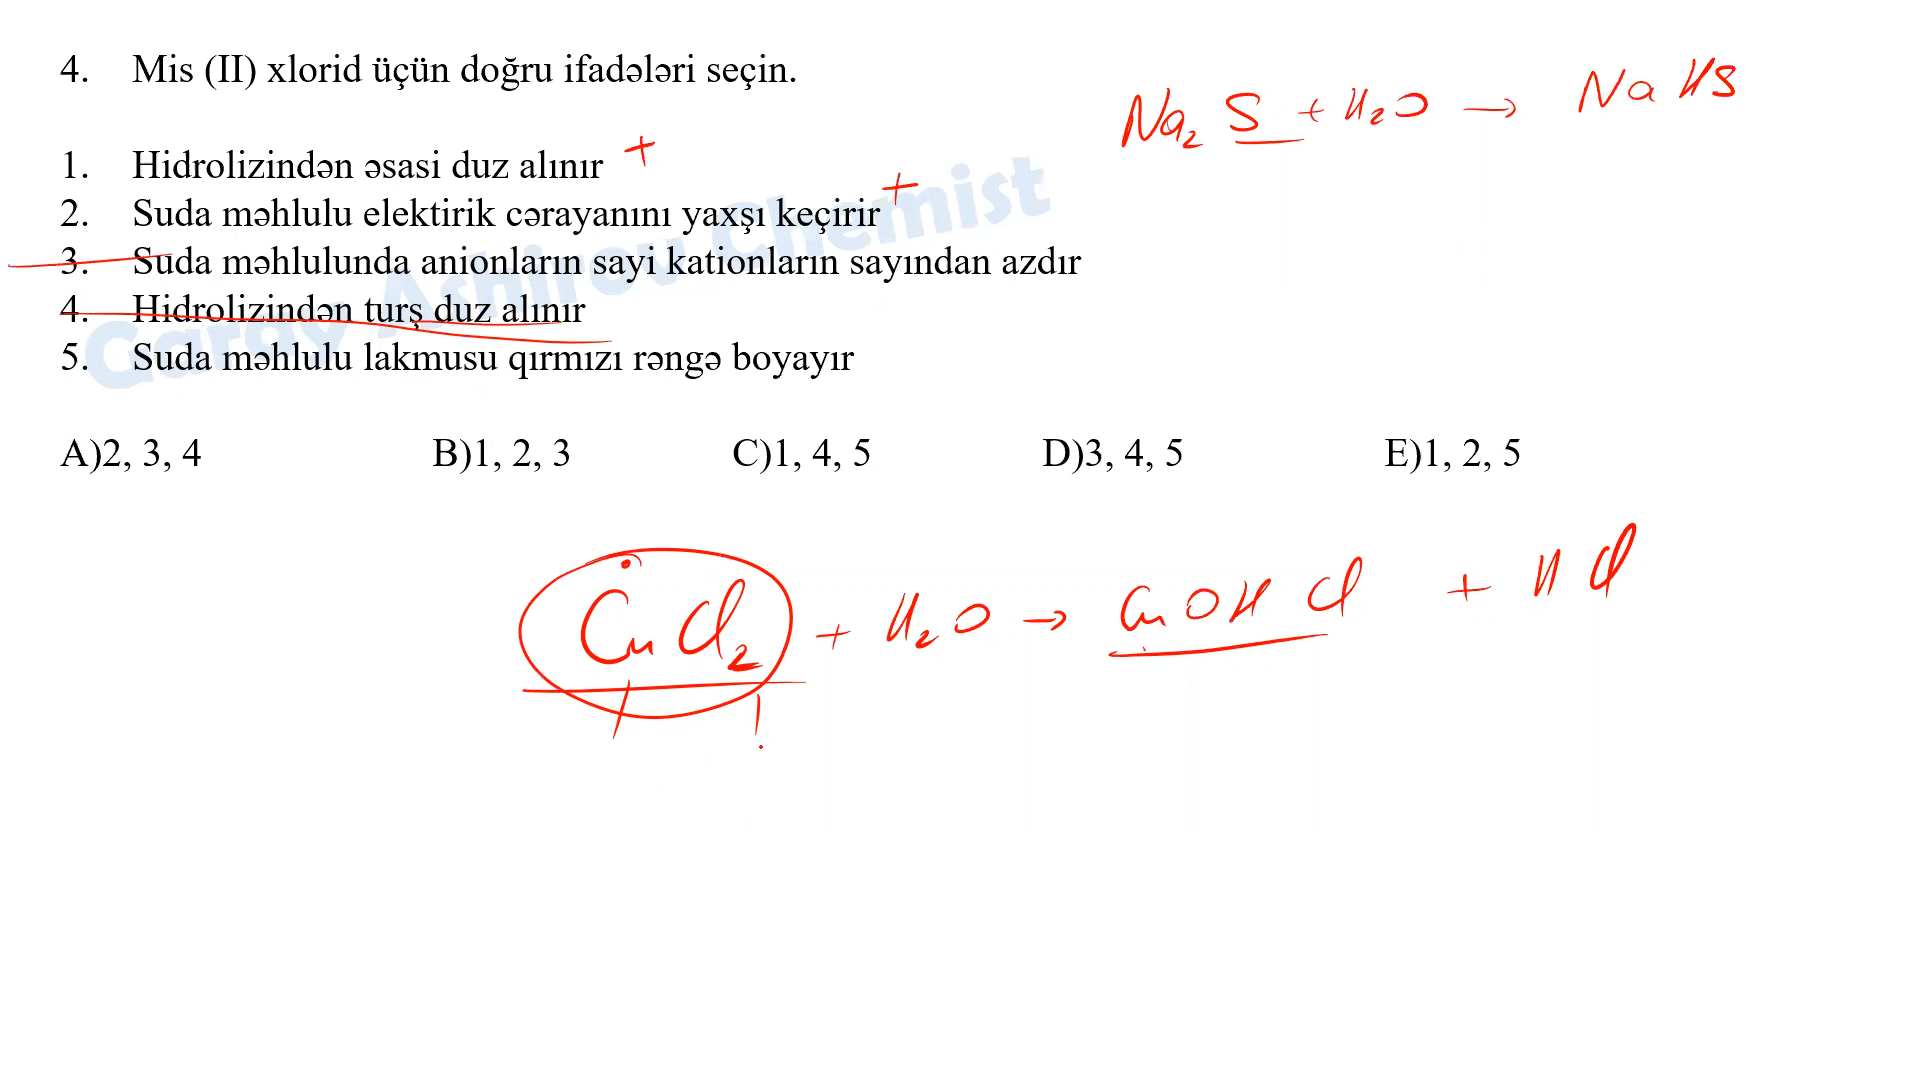 4. Mis (II) xlorid üçün doğru ifadələri seçin.
Na₂S + H₂O → NaHS
1. Hidrolizindən əsasi duz alınır +
2. Suda məhlulu elektirik cərayanını yaxşı keçirir +
3. Suda məhlulunda anionların sayi kationların sayından azdır
4. Hidrolizindən turş duz alınır
5. Suda məhlulu lakmusu qırmızı rəngə boyayır
Garay Ashirov Chemist
A)2, 3, 4 B)1, 2, 3 C)1, 4, 5 D)3, 4, 5 E)1, 2, 5
CuCl₂ + H₂O → CuOHCl + HCl